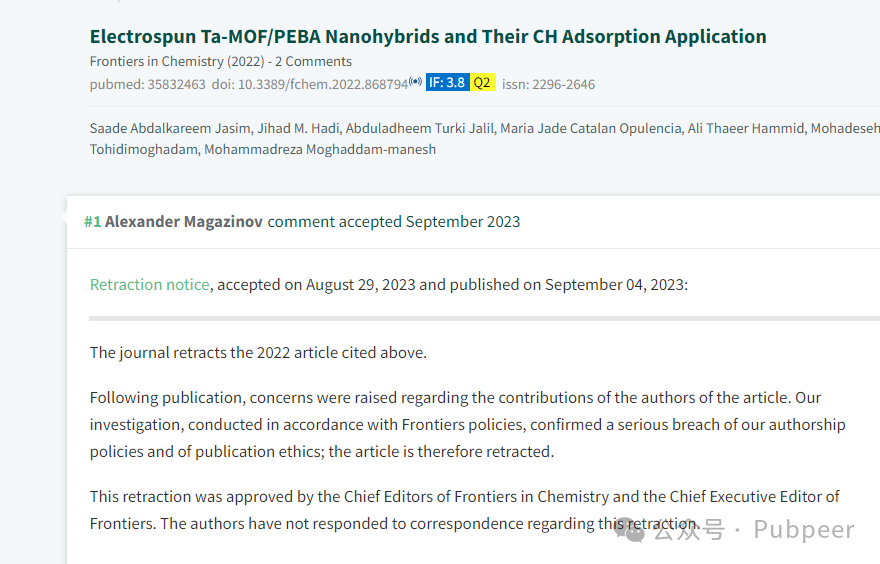 Electrospun Ta-MOF/PEBA Nanohybrids and Their CH Adsorption Application
Frontiers in Chemistry (2022) - 2 Comments
pubmed: 35832463 doi: 10.3389/fchem.2022.868794 IF: 3.8 Q2 issn: 2296-2646
Saade Abdalkareem Jasim, Jihad M. Hadi, Abduladheem Turki Jalil, Maria Jade Catalan Opulencia, Ali Thaeer Hammid, Mohadeseh
Tohidimoghadam, Mohammadreza Moghaddam-manesh
#1 Alexander Magazinov comment accepted September 2023
Retraction notice, accepted on August 29, 2023 and published on September 04, 2023:
The journal retracts the 2022 article cited above.
Following publication, concerns were raised regarding the contributions of the authors of the article. Our
investigation, conducted in accordance with Frontiers policies, confirmed a serious breach of our authorship
policies and of publication ethics; the article is therefore retracted.
This retraction was approved by the Chief Editors of Frontiers in Chemistry and the Chief Executive Editor of
Frontiers. The authors have not responded to correspondence regarding this retraction.
公众号 · Pubpeer